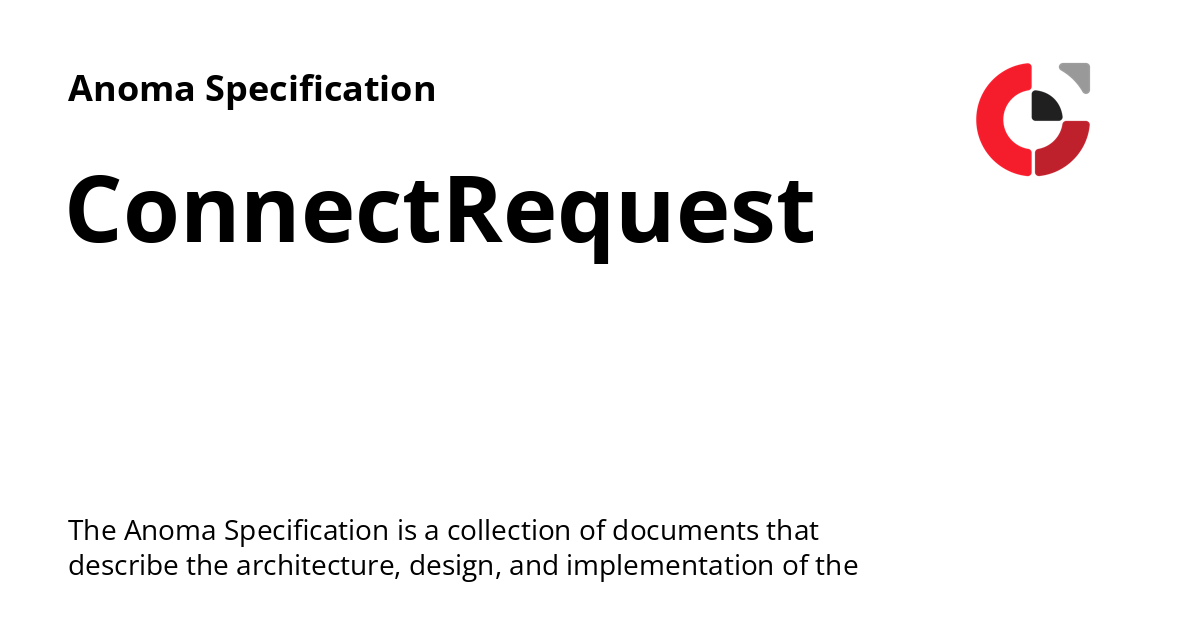 Anoma Specification
ConnectRequest
The Anoma Specification is a collection of documents that
describe the architecture, design, and implementation of the